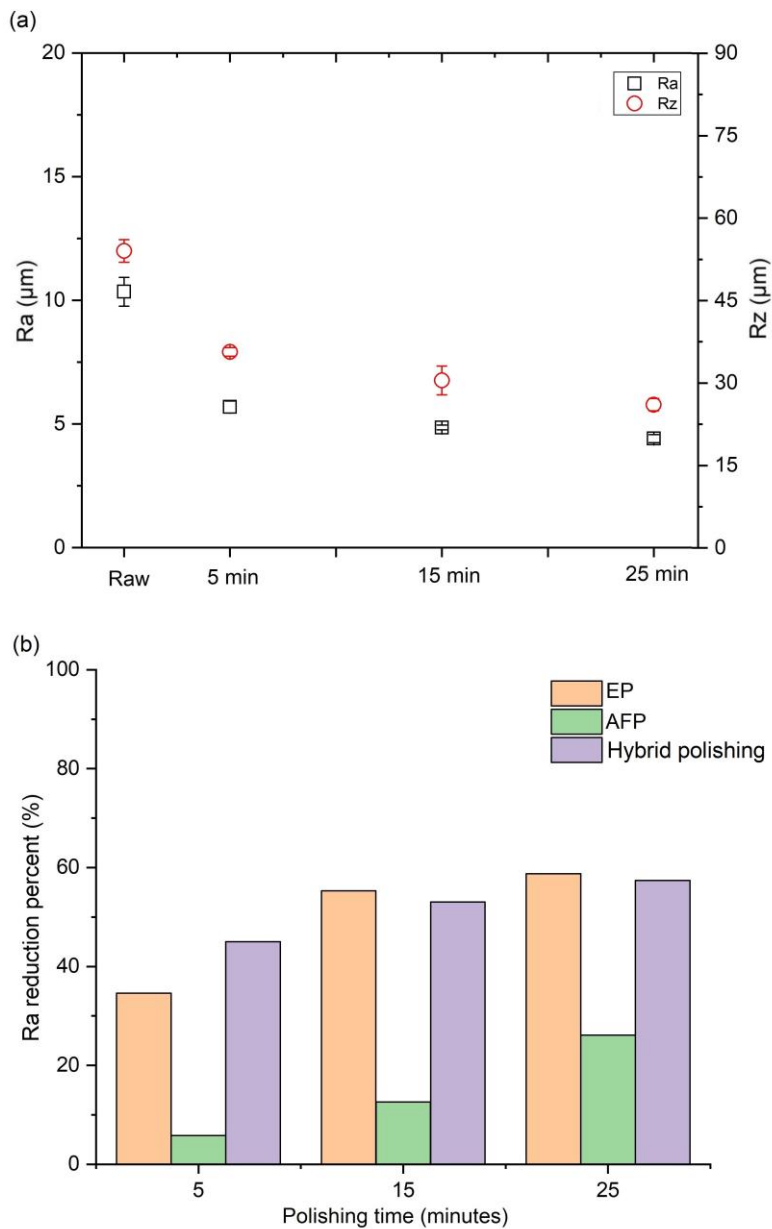 (a)
20
15
10
5
0
Ra (μm)
90
75
60
45
30
15
0
Rz (μm)
Ra
Rz
Raw
5 min
15 min
25 min
(b)
100
80
60
40
20
0
Ra reduction percent (%)
EP
AFP
Hybrid polishing
5
15
25
Polishing time (minutes)